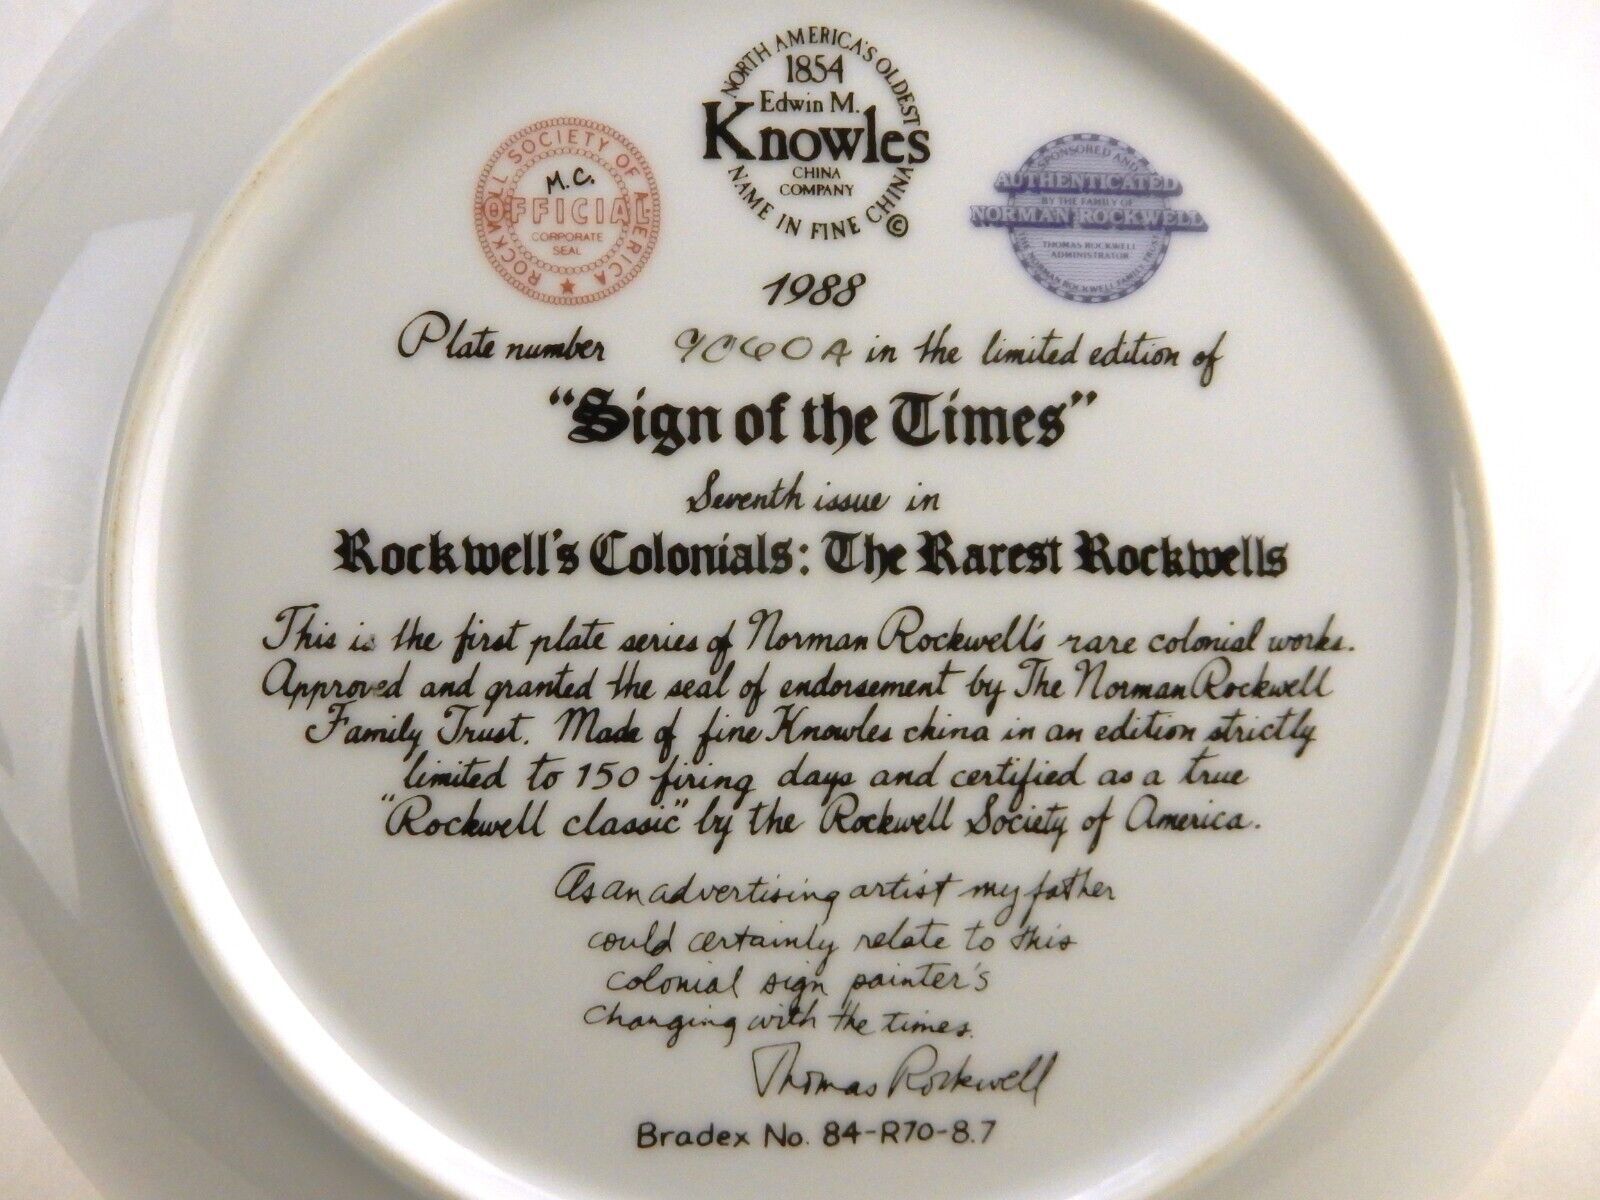 NORTH AMERICA'S OLDEST
1854
Edwin M.
Knowles
CHINA
COMPANY
NAME IN FINE CHINA ©
ROCKWELL SOCIETY OF AMERICA
M.C.
OFFICIAL
CORPORATE
SEAL
SPONSORED AND
AUTHENTICATED
BY THE FAMILY OF
NORMAN ROCKWELL
THOMAS ROCKWELL
ADMINISTRATOR
THE NORMAN ROCKWELL FAMILY TRUST
1988
Plate number 9060A in the limited edition of
"Sign of the Times"
Seventh issue in
Rockwell's Colonials: The Rarest Rockwells
This is the first plate series of Norman Rockwell's rare colonial works.
Approved and granted the seal of endorsement by The Norman Rockwell
Family Trust. Made of fine Knowles china in an edition strictly
limited to 150 firing days and certified as a true
"Rockwell classic" by the Rockwell Society of America.
As an advertising artist my father
could certainly relate to this
colonial sign painter's
changing with the times.
Thomas Rockwell
Bradex No. 84-R70-8.7